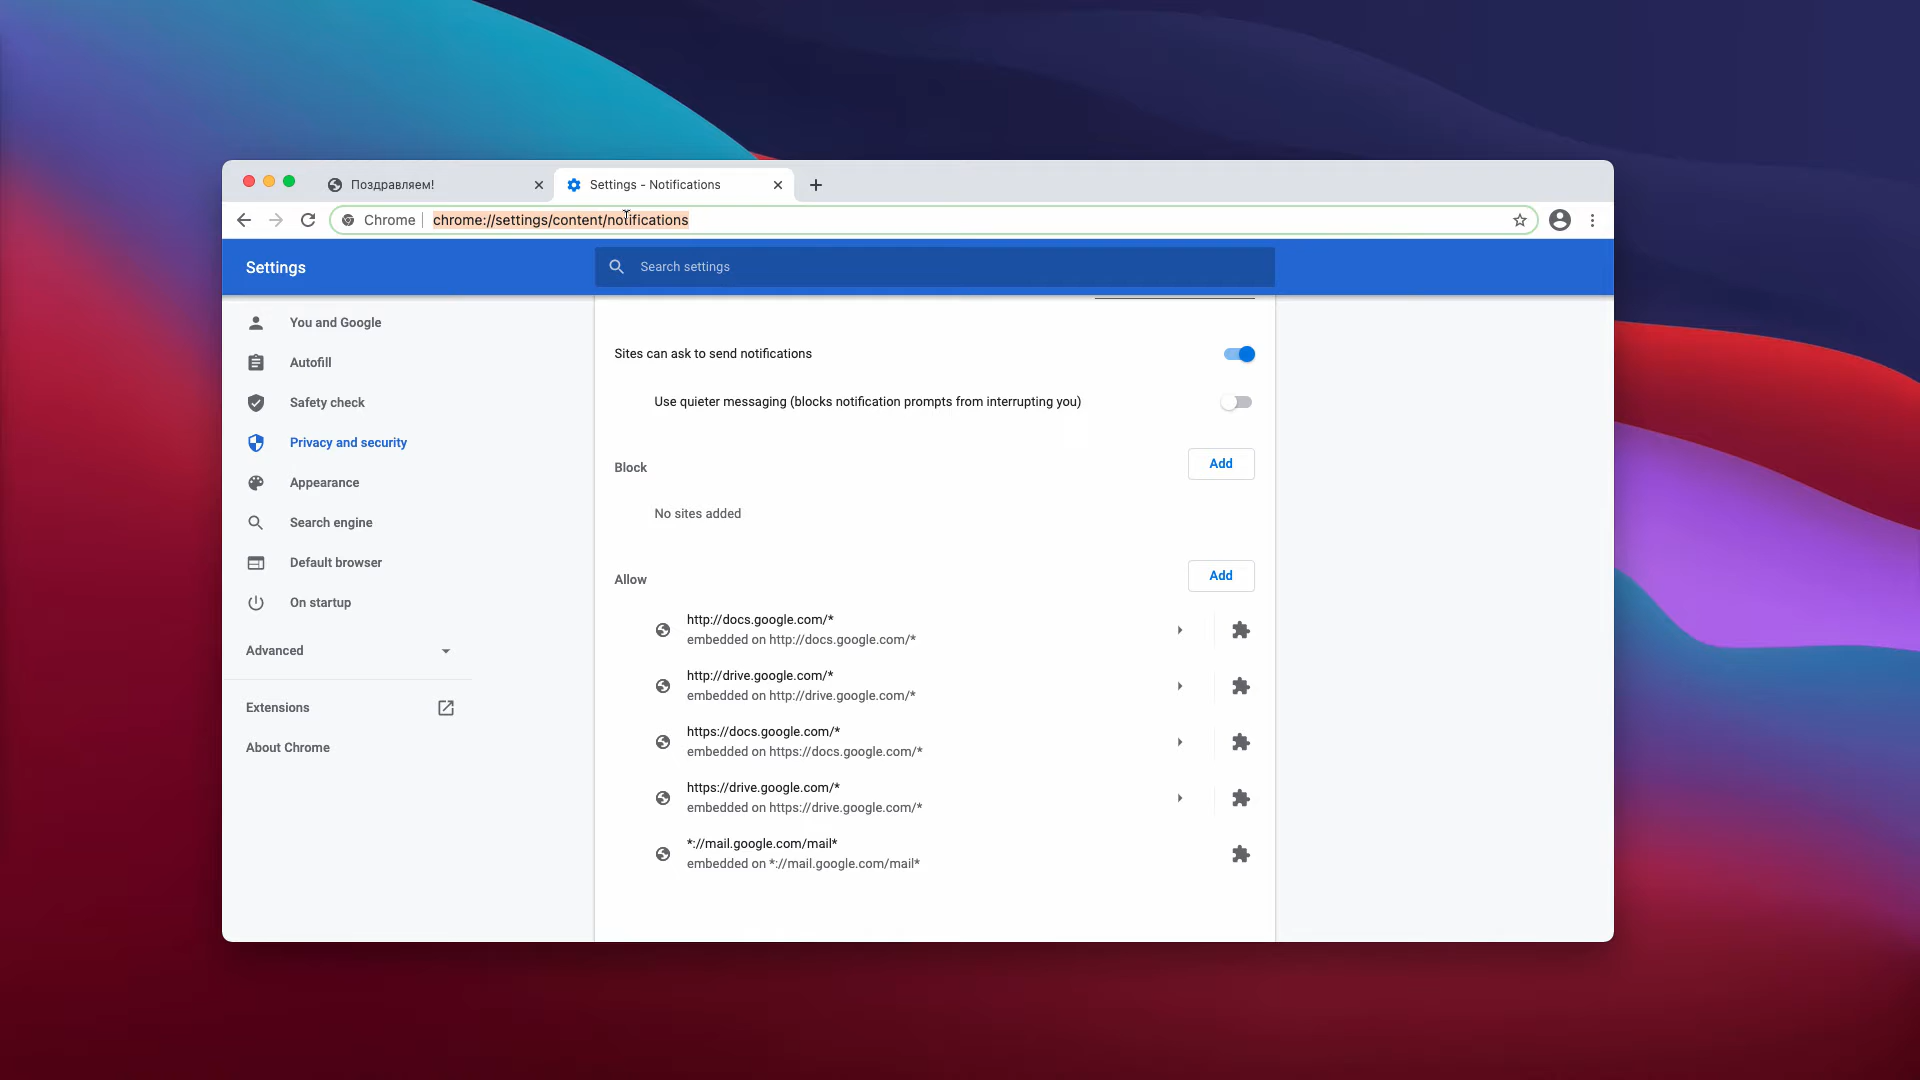 Поздравляем!
Settings - Notifications
Chrome
chrome://settings/content/notifications
Settings
Search settings
You and Google
Autofill
Safety check
Privacy and security
Appearance
Search engine
Default browser
On startup
Advanced
Extensions
About Chrome
Sites can ask to send notifications
Use quieter messaging (blocks notification prompts from interrupting you)
Block
Add
No sites added
Allow
Add
http://docs.google.com/*
embedded on http://docs.google.com/*
http://drive.google.com/*
embedded on http://drive.google.com/*
https://docs.google.com/*
embedded on https://docs.google.com/*
https://drive.google.com/*
embedded on https://drive.google.com/*
*://mail.google.com/mail*
embedded on *://mail.google.com/mail*